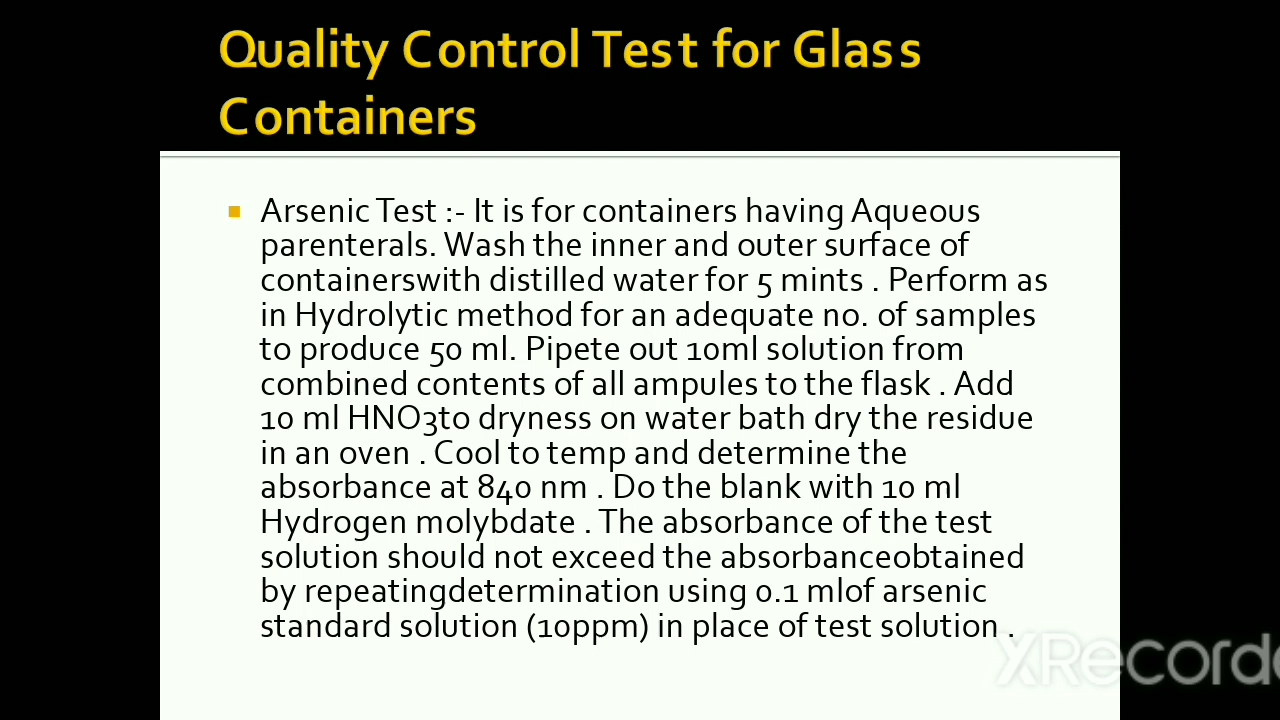 Quality Control Test for Glass
Containers
Arsenic Test :- It is for containers having Aqueous
parenterals. Wash the inner and outer surface of
containerswith distilled water for 5 mints . Perform as
in Hydrolytic method for an adequate no. of samples
to produce 50 ml. Pipete out 10ml solution from
combined contents of all ampules to the flask . Add
10 ml HNO3to dryness on water bath dry the residue
in an oven . Cool to temp and determine the
absorbance at 840 nm . Do the blank with 10 ml
Hydrogen molybdate . The absorbance of the test
solution should not exceed the absorbanceobtained
by repeatingdetermination using 0.1 mlof arsenic
standard solution (10ppm) in place of test solution .
XRecorde